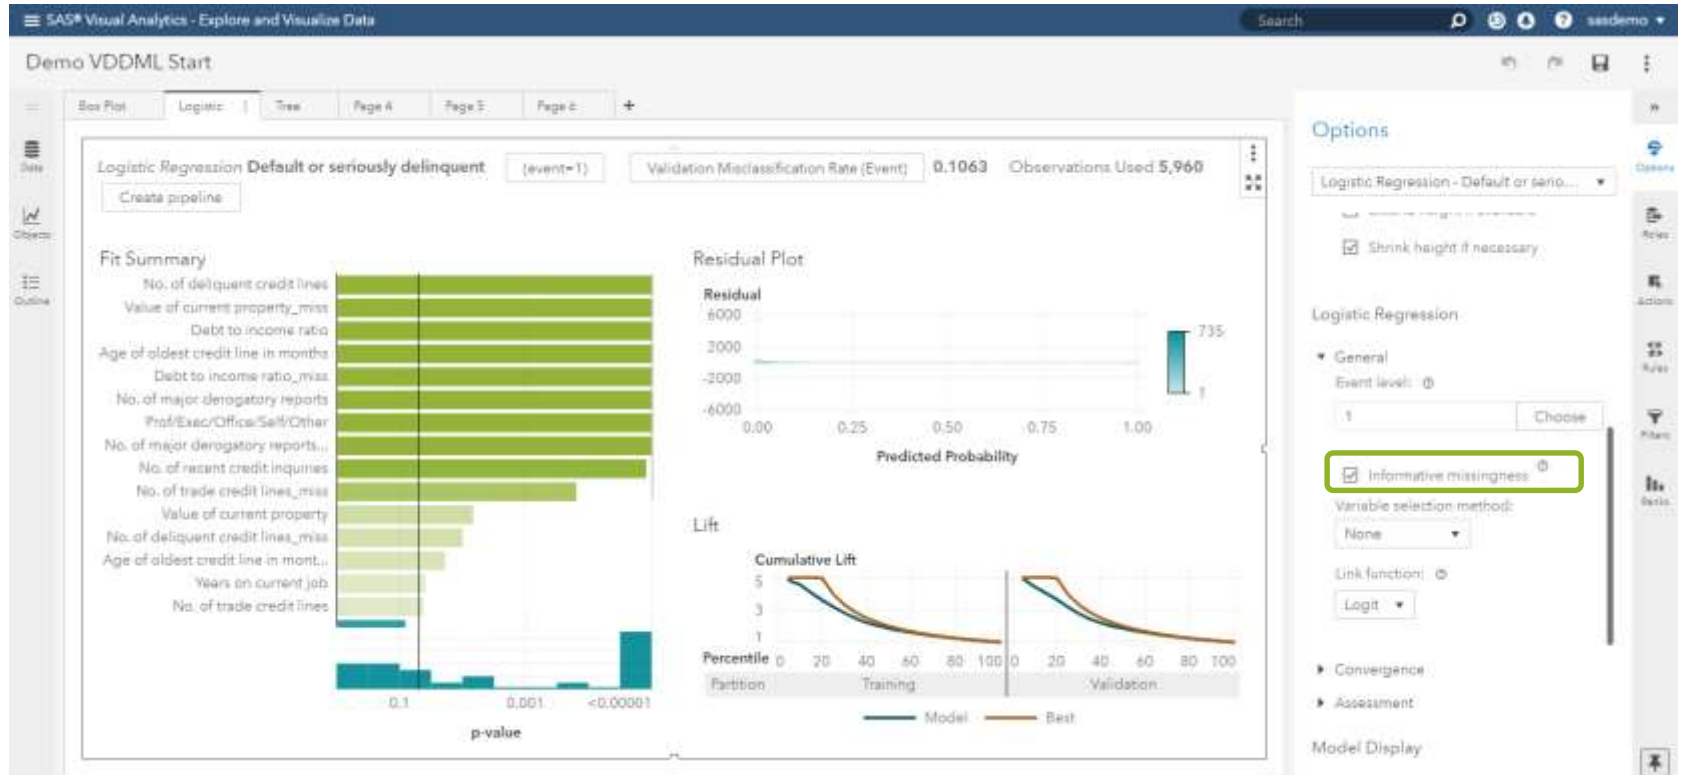 SAS® Visual Analytics - Explore and Visualize Data
Search
sasdemo
Demo VDDML Start
Box Plot
Logistic
Tree
Page 4
Page 5
Page 6
+
Data
Objects
Outline
Logistic Regression Default or seriously delinquent
(event=1)
Validation Misclassification Rate (Event)
0.1063
Observations Used 5,960
Create pipeline
Fit Summary
No. of deliquent credit lines
Value of current property_miss
Debt to income ratio
Age of oldest credit line in months
Debt to income ratio_miss
No. of major derogatory reports
Prof/Exec/Office/Self/Other
No. of major derogatory reports...
No. of recent credit inquiries
No. of trade credit lines_miss
Value of current property
No. of deliquent credit lines_miss
Age of oldest credit line in mont...
Years on current job
No. of trade credit lines
0.1
0.001
<0.00001
p-value
Residual Plot
Residual
6000
2000
-2000
-6000
0.00
0.25
0.50
0.75
1.00
Predicted Probability
735
1
Lift
Cumulative Lift
5
3
1
Percentile
0 20 40 60 80 100
0 20 40 60 80 100
Partition
Training
Validation
Model
Best
Options
Logistic Regression - Default or serio...
Shrink height if necessary
Logistic Regression
General
Event level:
1
Choose
Informative missingness
Variable selection method:
None
Link function:
Logit
Convergence
Assessment
Model Display
Options
Roles
Actions
Rules
Filters
Ranks